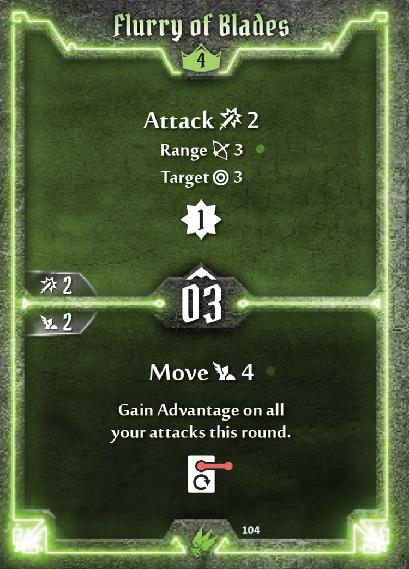 Flurry of Blades
4
Attack 2
Range 3
Target 3
1
2
03
2
Move 4
Gain Advantage on all
your attacks this round.
104